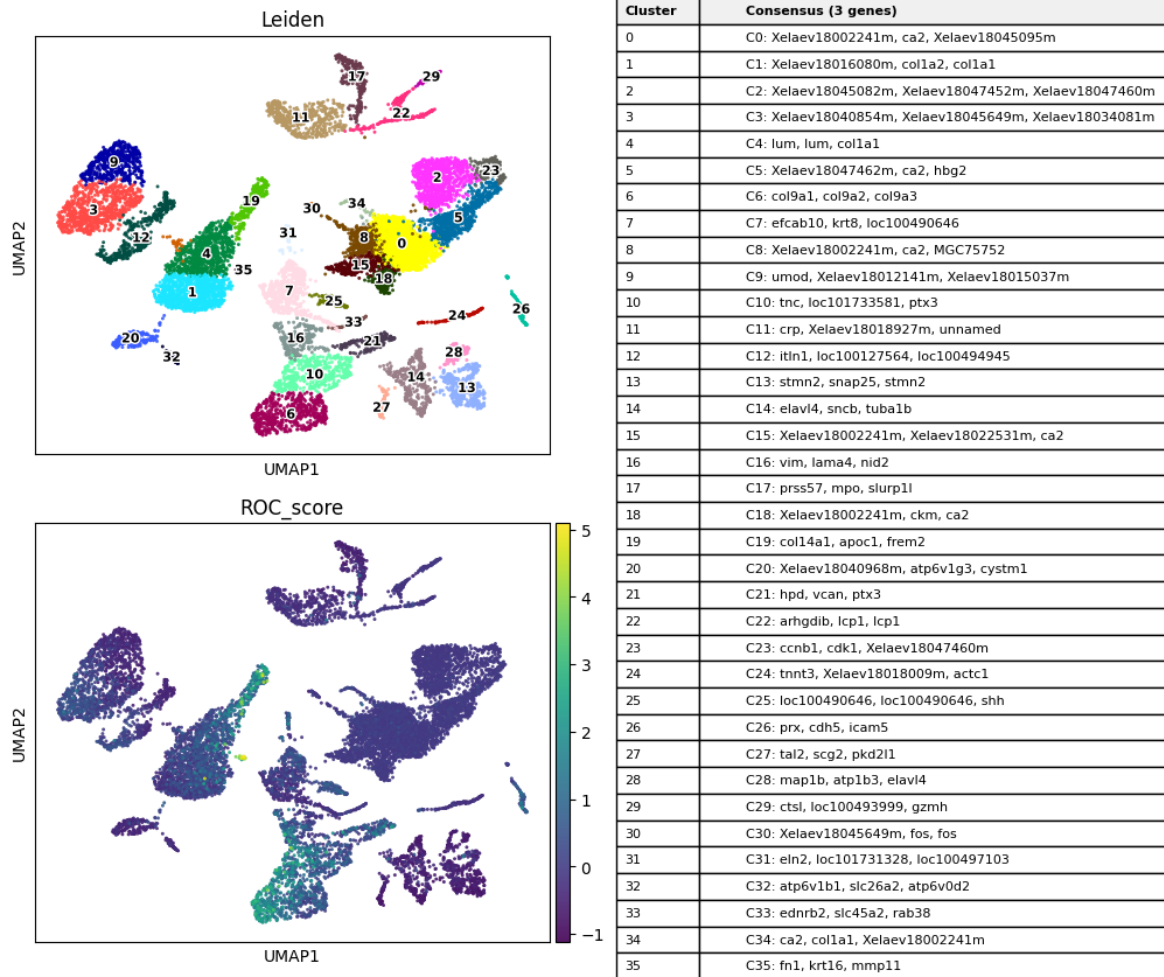 Leiden
17
29
11
22
9
3
12
19
4
35
1
20
32
31
7
25
33
16
21
10
6
30
34
8
0
15
18
2
23
5
24
26
28
14
13
27
UMAP2
UMAP1
ROC_score
5
4
3
2
1
0
−1
UMAP2
UMAP1
Cluster Consensus (3 genes)
0 C0: Xelaev18002241m, ca2, Xelaev18045095m
1 C1: Xelaev18016080m, col1a2, col1a1
2 C2: Xelaev18045082m, Xelaev18047452m, Xelaev18047460m
3 C3: Xelaev18040854m, Xelaev18045649m, Xelaev18034081m
4 C4: lum, lum, col1a1
5 C5: Xelaev18047462m, ca2, hbg2
6 C6: col9a1, col9a2, col9a3
7 C7: efcab10, krt8, loc100490646
8 C8: Xelaev18002241m, ca2, MGC75752
9 C9: umod, Xelaev18012141m, Xelaev18015037m
10 C10: tnc, loc101733581, ptx3
11 C11: crp, Xelaev18018927m, unnamed
12 C12: itln1, loc100127564, loc100494945
13 C13: stmn2, snap25, stmn2
14 C14: elavl4, sncb, tuba1b
15 C15: Xelaev18002241m, Xelaev18022531m, ca2
16 C16: vim, lama4, nid2
17 C17: prss57, mpo, slurp1l
18 C18: Xelaev18002241m, ckm, ca2
19 C19: col14a1, apoc1, frem2
20 C20: Xelaev18040968m, atp6v1g3, cystm1
21 C21: hpd, vcan, ptx3
22 C22: arhgdib, lcp1, lcp1
23 C23: ccnb1, cdk1, Xelaev18047460m
24 C24: tnnt3, Xelaev18018009m, actc1
25 C25: loc100490646, loc100490646, shh
26 C26: prx, cdh5, icam5
27 C27: tal2, scg2, pkd2l1
28 C28: map1b, atp1b3, elavl4
29 C29: ctsl, loc100493999, gzmh
30 C30: Xelaev18045649m, fos, fos
31 C31: eln2, loc101731328, loc100497103
32 C32: atp6v1b1, slc26a2, atp6v0d2
33 C33: ednrb2, slc45a2, rab38
34 C34: ca2, col1a1, Xelaev18002241m
35 C35: fn1, krt16, mmp11